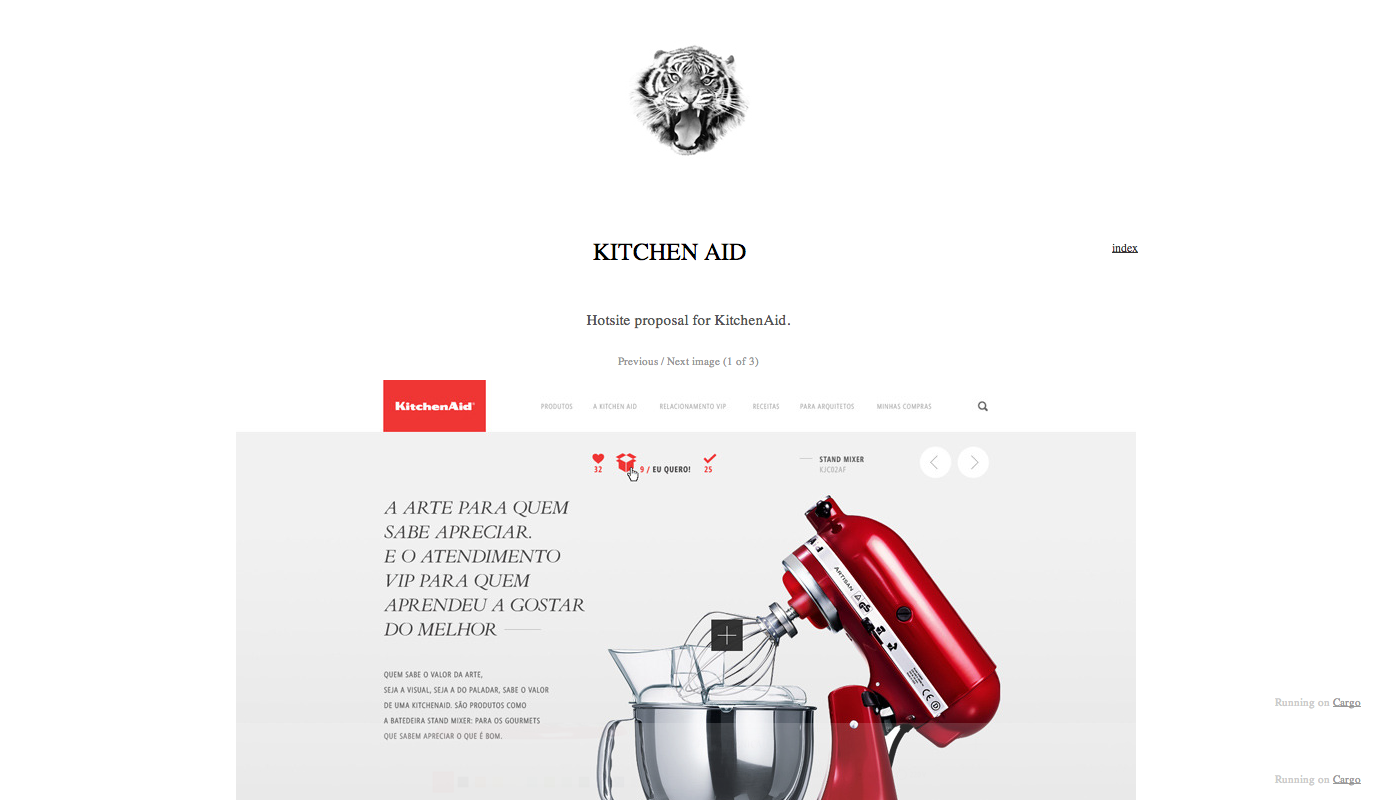 KITCHEN AID
index
Hotsite proposal for KitchenAid.
Previous / Next image (1 of 3)
KitchenAid®
PRODUTOS A KITCHEN AID RELACIONAMENTO VIP RECEITAS PARA ARQUITETOS MINHAS COMPRAS
32 9 / EU QUERO! 25
STAND MIXER
KJC02AF
A ARTE PARA QUEM
SABE APRECIAR.
E O ATENDIMENTO
VIP PARA QUEM
APRENDEU A GOSTAR
DO MELHOR
QUEM SABE O VALOR DA ARTE,
SEJA A VISUAL, SEJA A DO PALADAR, SABE O VALOR
DE UMA KITCHENAID. SÃO PRODUTOS COMO
A BATEDEIRA STAND MIXER: PARA OS GOURMETS
QUE SABEM APRECIAR O QUE É BOM.
ARTISAN
GS
CE
Running on Cargo
Running on Cargo